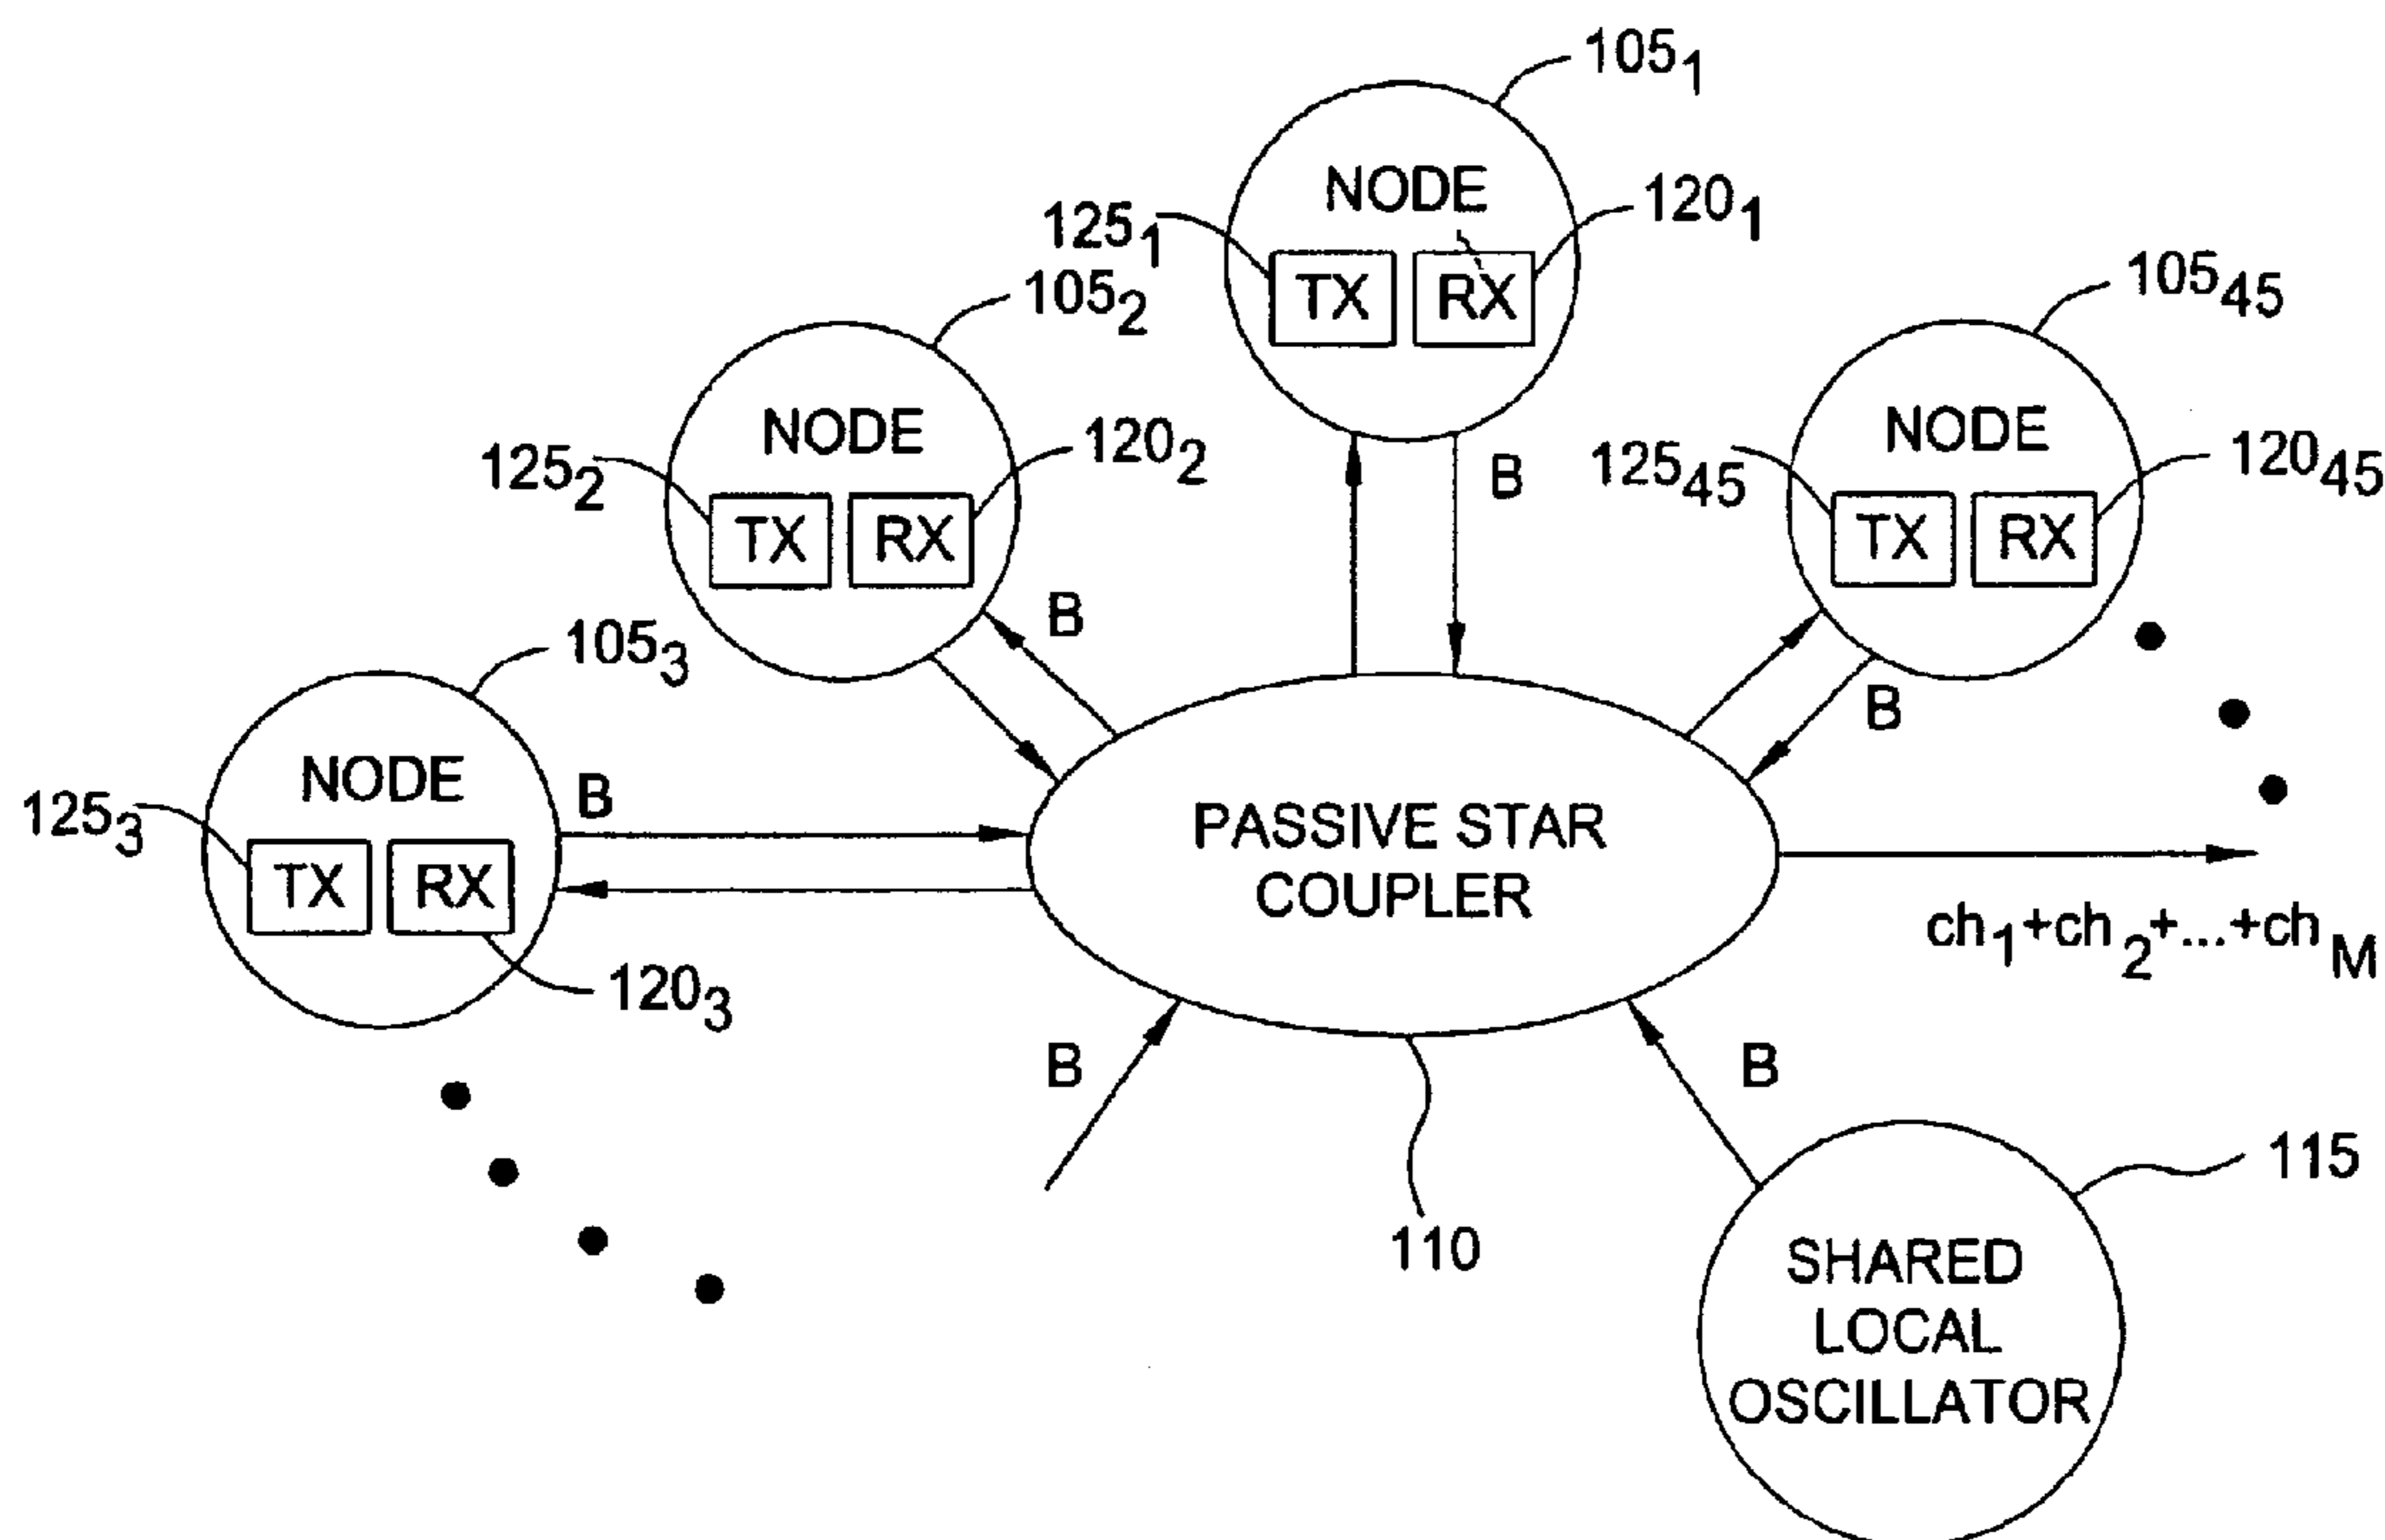 105₁
NODE
125₁
120₁
TX
RX
105₂
105₄₅
NODE
125₂
120₂
TX
RX
B
NODE
125₄₅
120₄₅
TX
RX
B
B
105₃
NODE
125₃
B
TX
RX
120₃
PASSIVE STAR
COUPLER
ch₁+ch₂+...+ch_M
B
B
110
115
SHARED
LOCAL
OSCILLATOR